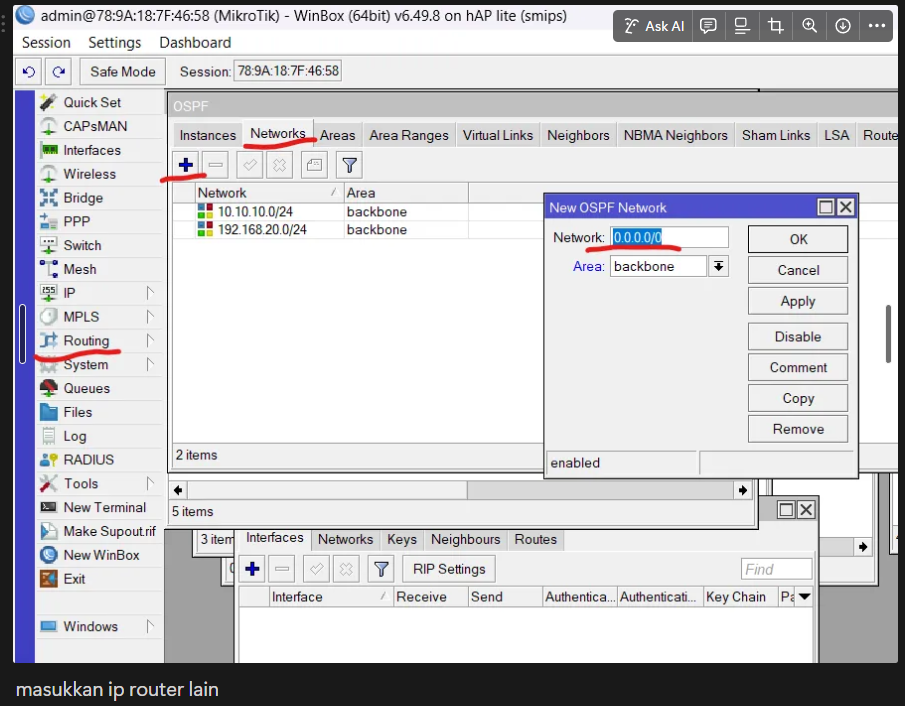 admin@78:9A:18:7F:46:58 (MikroTik) - WinBox (64bit) v6.49.8 on hAP lite (smips)
Ask AI
Session Settings Dashboard
Safe Mode Session: 78:9A:18:7F:46:58
Quick Set
CAPsMAN
Interfaces
Wireless
Bridge
PPP
Switch
Mesh
IP
MPLS
Routing
System
Queues
Files
Log
RADIUS
Tools
New Terminal
Make Supout.rif
New WinBox
Exit
Windows
OSPF
Instances Networks Areas Area Ranges Virtual Links Neighbors NBMA Neighbors Sham Links LSA Route
Network Area
10.10.10.0/24 backbone
192.168.20.0/24 backbone
2 items
New OSPF Network
Network: 0.0.0.0/0
Area: backbone
OK
Cancel
Apply
Disable
Comment
Copy
Remove
enabled
5 items
3 item
Interfaces Networks Keys Neighbours Routes
RIP Settings Find
Interface Receive Send Authentica... Authenticati... Key Chain Pa
masukkan ip router lain